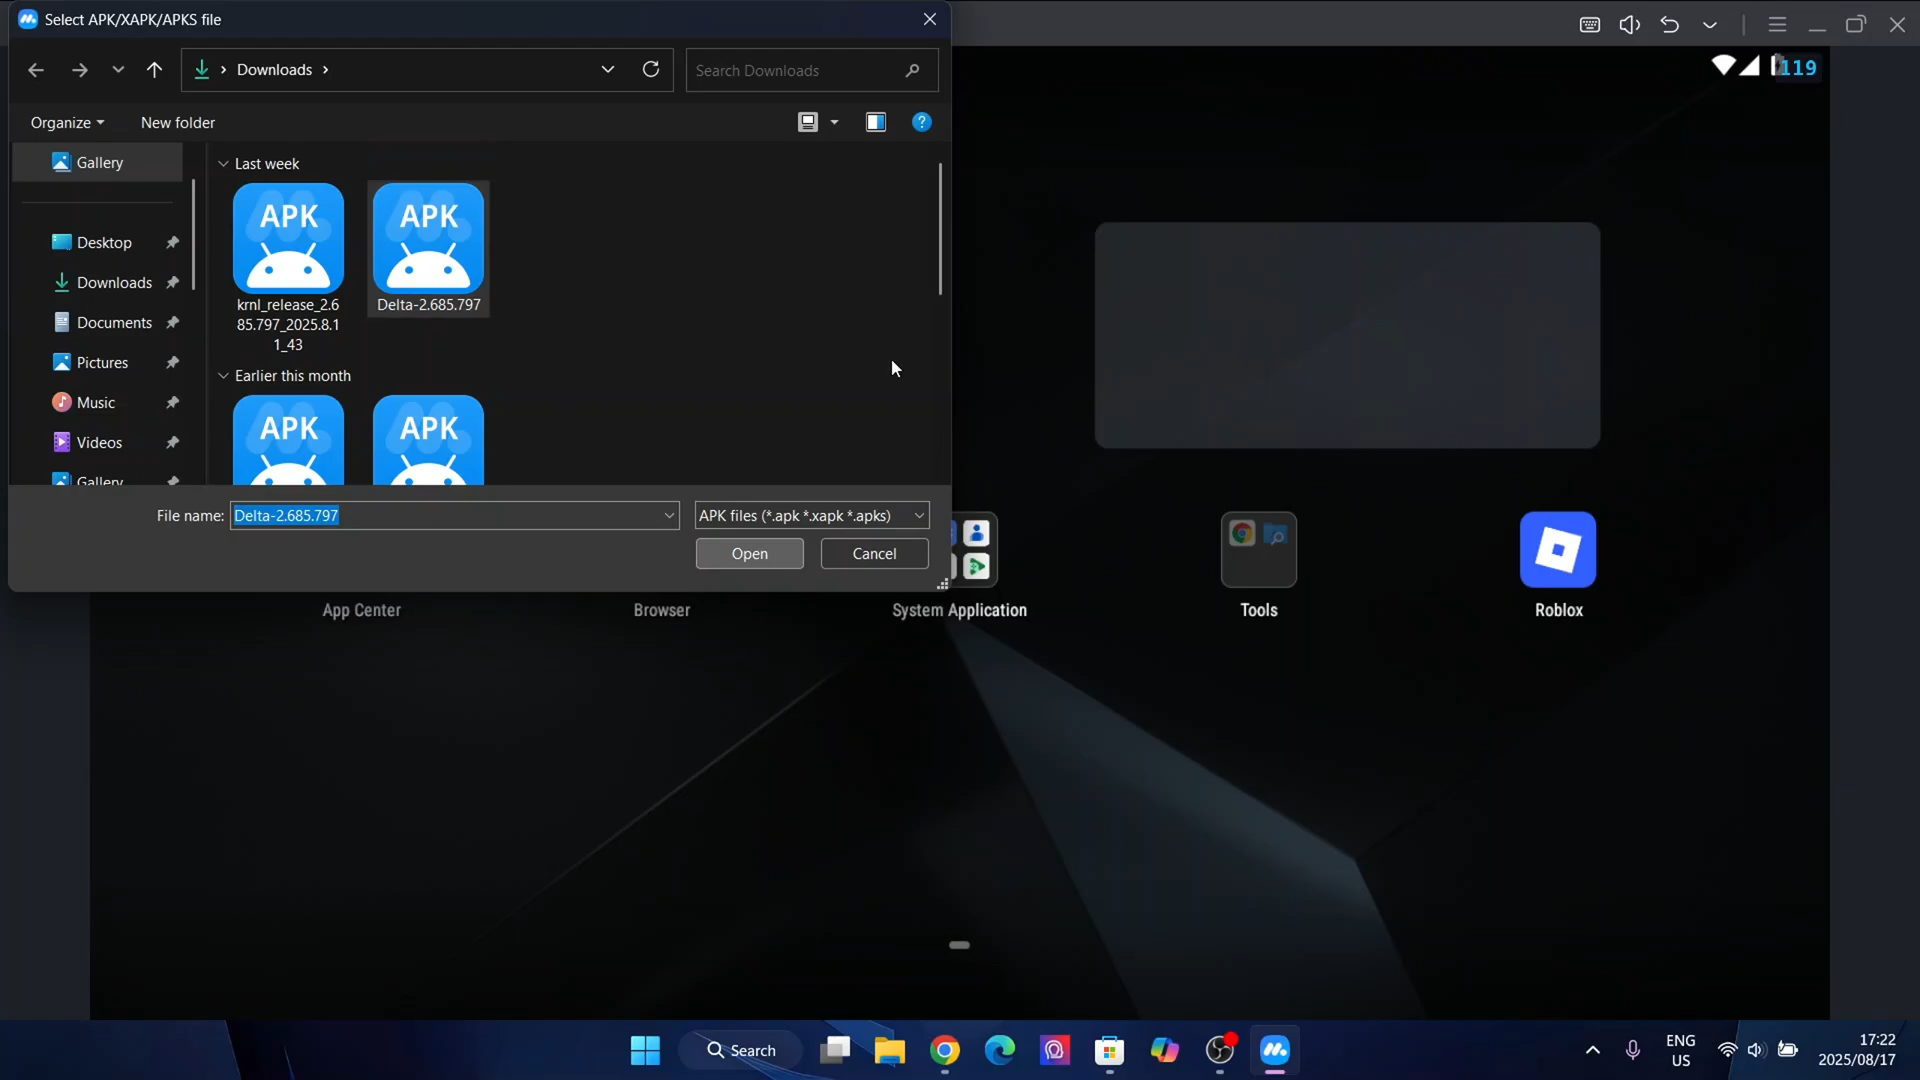 Select APK/XAPK/APKS file
Downloads
Search Downloads
Organize
New folder
Gallery
Desktop
Downloads
Documents
Pictures
Music
Videos
Gallery
Last week
APK
APK
krnl_release_2.6
85.797_2025.8.1
1_43
Delta-2.685.797
Earlier this month
APK
APK
File name:
Delta-2.685.797
APK files (*.apk *.xapk *.apks)
Open
Cancel
119
App Center
Browser
System Application
Tools
Roblox
Search
ENG
US
17:22
2025/08/17